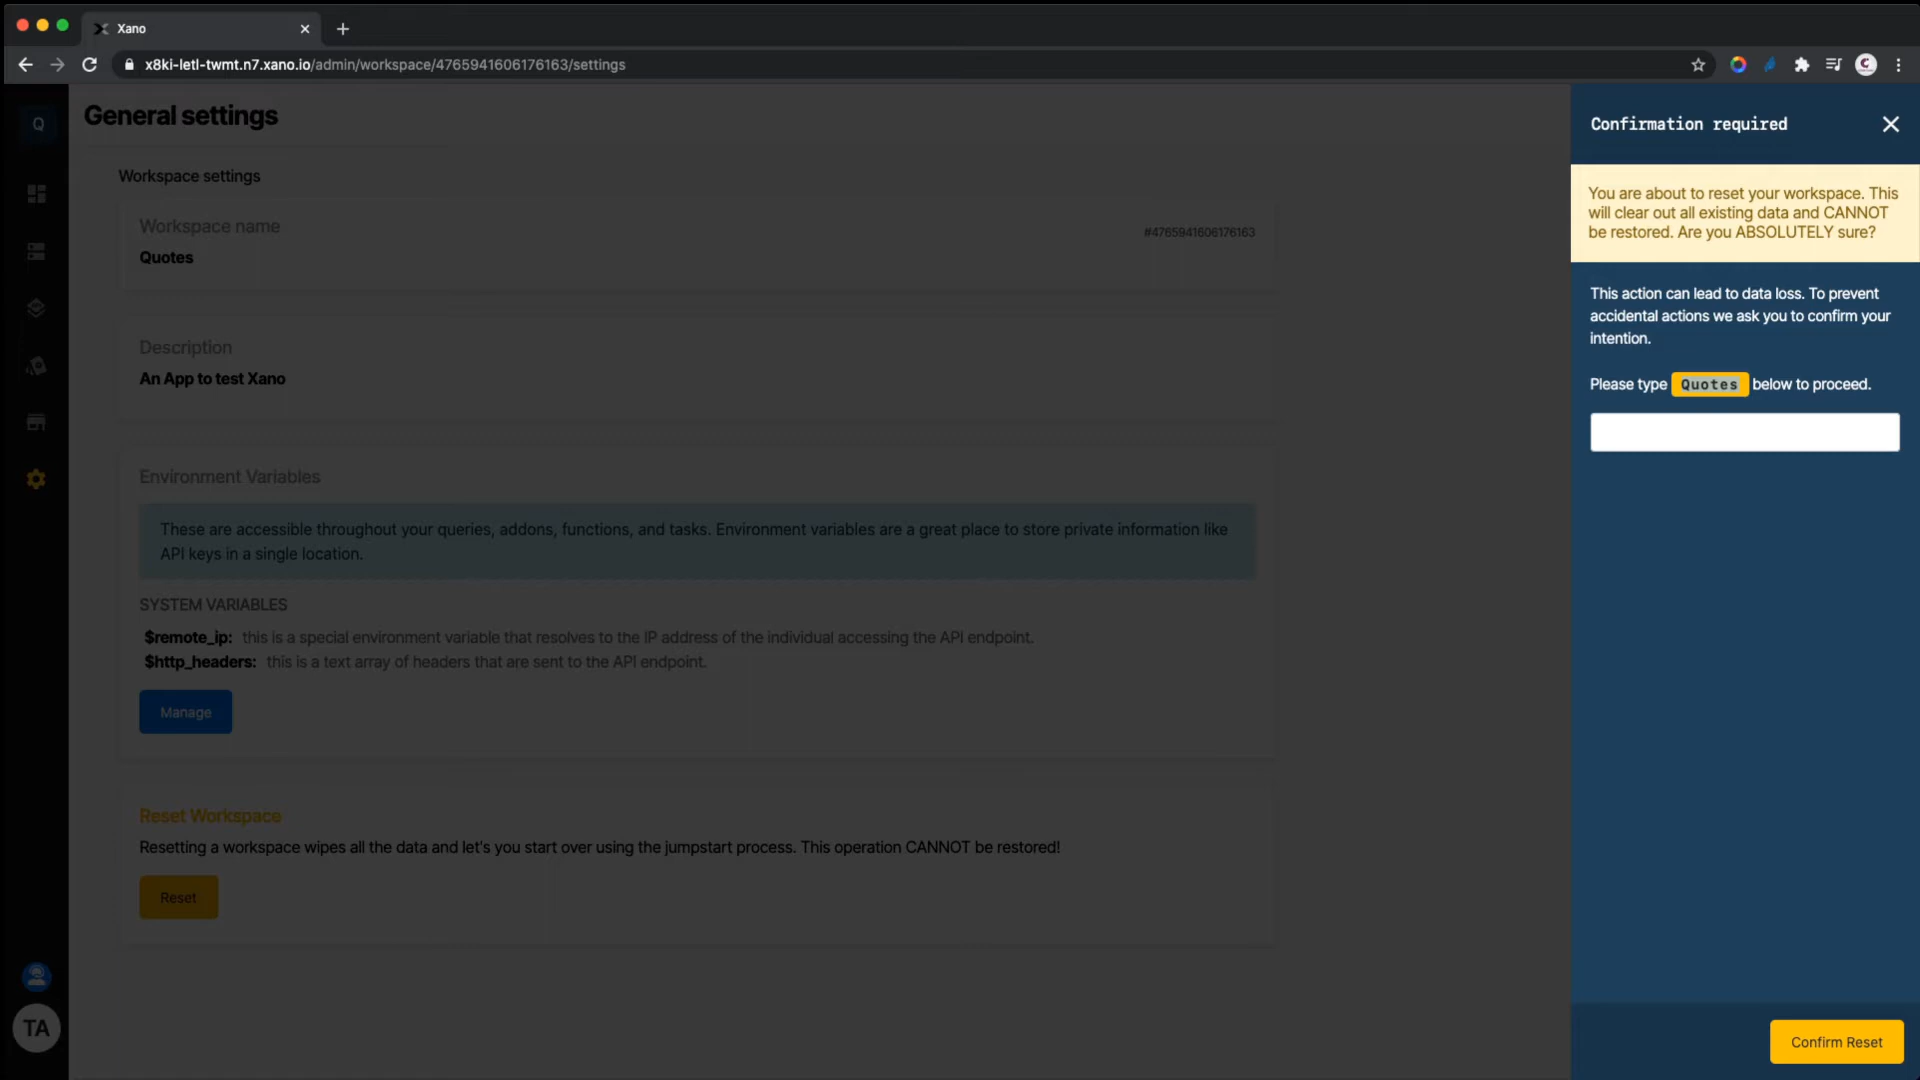 Xano
x8ki-letl-twmt.n7.xano.io/admin/workspace/4765941606176163/settings
Q
General settings
Workspace settings
Workspace name
#4765941606176163
Quotes
Description
An App to test Xano
Environment Variables
These are accessible throughout your queries, addons, functions, and tasks. Environment variables are a great place to store private information like
API keys in a single location.
SYSTEM VARIABLES
$remote_ip: this is a special environment variable that resolves to the IP address of the individual accessing the API endpoint.
$http_headers: this is a text array of headers that are sent to the API endpoint.
Manage
Reset Workspace
Resetting a workspace wipes all the data and let's you start over using the jumpstart process. This operation CANNOT be restored!
Reset
TA
Confirmation required
You are about to reset your workspace. This
will clear out all existing data and CANNOT
be restored. Are you ABSOLUTELY sure?
This action can lead to data loss. To prevent
accidental actions we ask you to confirm your
intention.
Please type Quotes below to proceed.
Confirm Reset